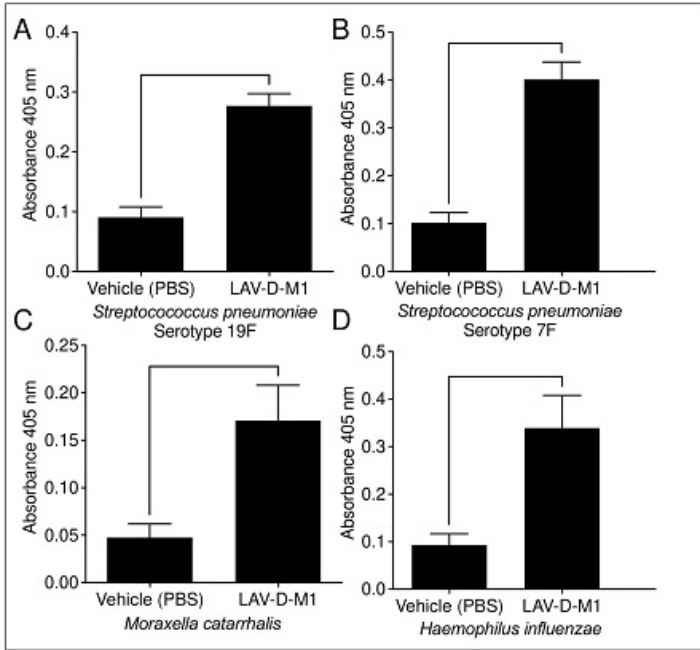 A
Absorbance 405 nm
0.4
0.3
0.2
0.1
0.0
Vehicle (PBS) LAV-D-M1
Streptococcus pneumoniae
Serotype 19F
B
Absorbance 405 nm
0.5
0.4
0.3
0.2
0.1
0.0
Vehicle (PBS) LAV-D-M1
Streptococcus pneumoniae
Serotype 7F
C
Absorbance 405 nm
0.25
0.20
0.15
0.10
0.05
0.00
Vehicle (PBS) LAV-D-M1
Moraxella catarrhalis
D
Absorbance 405 nm
0.5
0.4
0.3
0.2
0.1
0.0
Vehicle (PBS) LAV-D-M1
Haemophilus influenzae